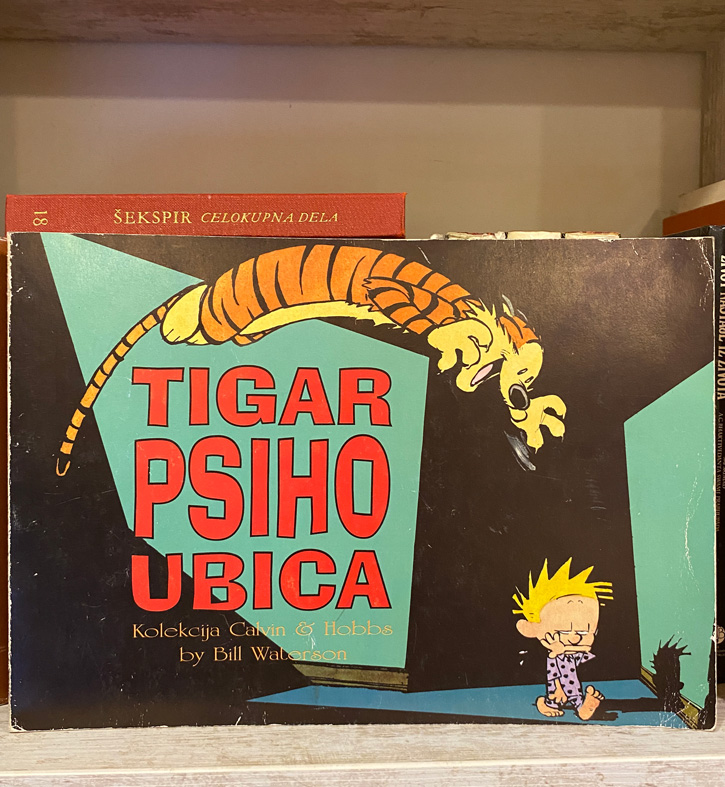 18 ŠEKSPIR CELOKUPNA DELA
TIGAR
PSIHO
UBICA
Kolekcija Calvin & Hobbs
by Bill Waterson